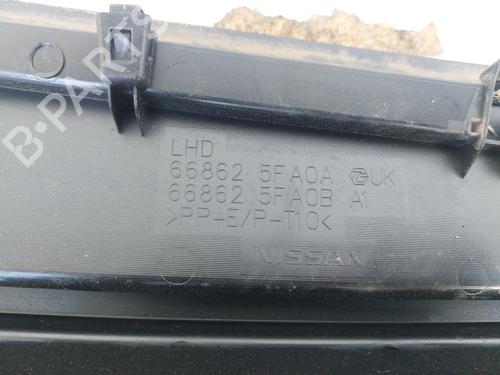 B-PARTS
LHD
66862 5FA0A UK
66862 5FA0B A1
>PP-E/P-T10<
NISSAN